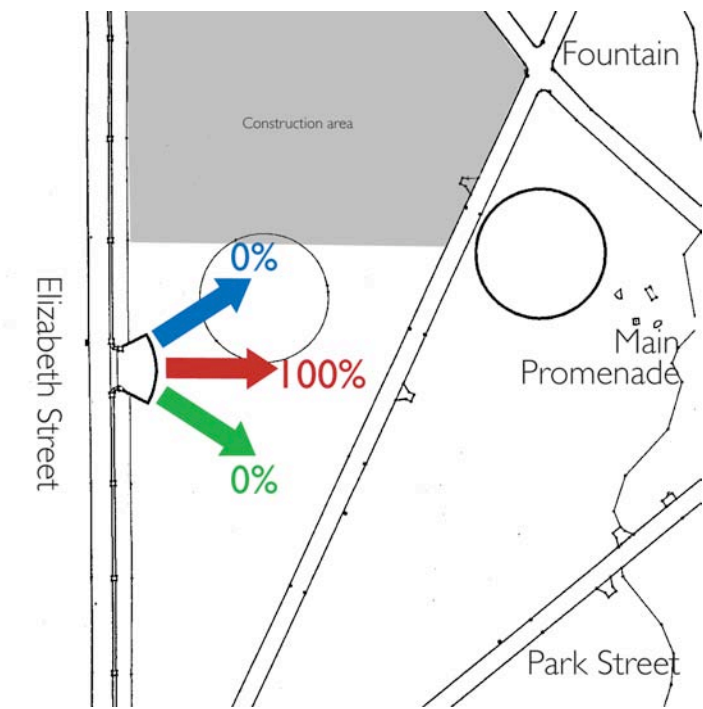 Fountain
Construction area
0%
Elizabeth Street
100%
Main
Promenade
0%
Park Street